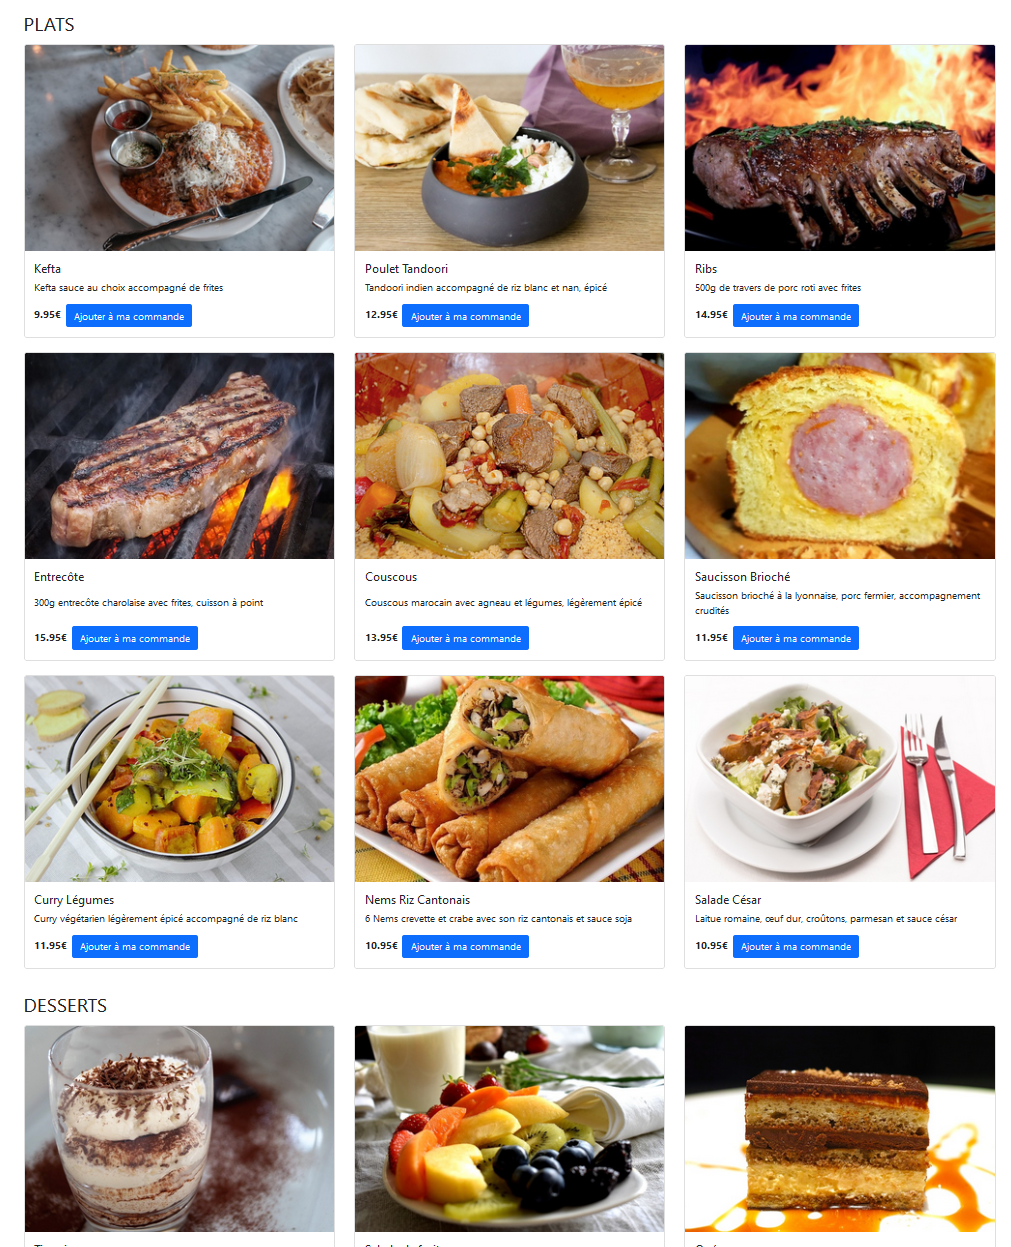 PLATS
Kefta
Kefta sauce au choix accompagné de frites
9.95€ Ajouter à ma commande
Poulet Tandoori
Tandoori indien accompagné de riz blanc et nan, épicé
12.95€ Ajouter à ma commande
Ribs
500g de travers de porc roti avec frites
14.95€ Ajouter à ma commande
Entrecôte
300g entrecôte charolaise avec frites, cuisson à point
15.95€ Ajouter à ma commande
Couscous
Couscous marocain avec agneau et légumes, légèrement épicé
13.95€ Ajouter à ma commande
Saucisson Brioché
Saucisson brioché à la lyonnaise, porc fermier, accompagnement
crudités
11.95€ Ajouter à ma commande
Curry Légumes
Curry végétarien légèrement épicé accompagné de riz blanc
11.95€ Ajouter à ma commande
Nems Riz Cantonais
6 Nems crevette et crabe avec son riz cantonais et sauce soja
10.95€ Ajouter à ma commande
Salade César
Laitue romaine, œuf dur, croûtons, parmesan et sauce césar
10.95€ Ajouter à ma commande
DESSERTS